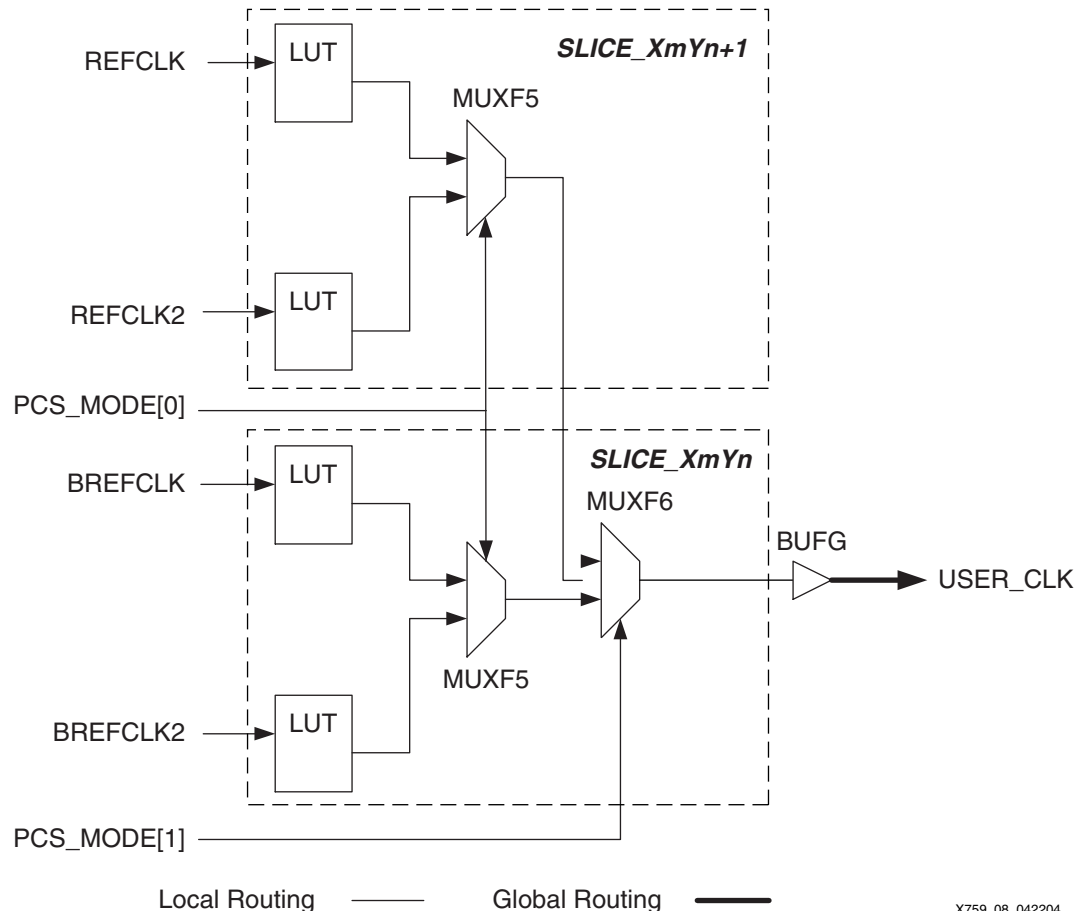 SLICE_XmYn+1
LUT
REFCLK
MUXF5
LUT
REFCLK2
PCS_MODE[0]
SLICE_XmYn
LUT
BREFCLK
MUXF6
BUFG
USER_CLK
MUXF5
LUT
BREFCLK2
PCS_MODE[1]
Local Routing
Global Routing
X759_08_042204